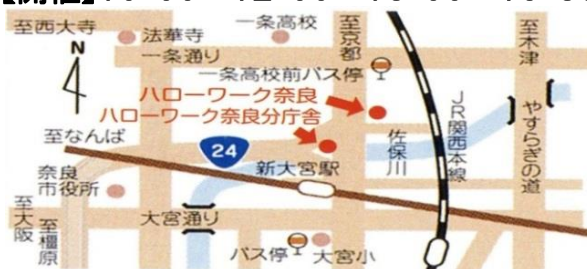 至西大寺
N
法華寺
一条高校
一条通り
至京都
至木津
一条高校前バス停
ハローワーク奈良
ハローワーク奈良分庁舎
至なんば
24
新大宮駅
佐保川
JR関西本線
やすらぎの道
奈良
市役所
至大阪
至橿原
大宮通り
バス停
大宮小